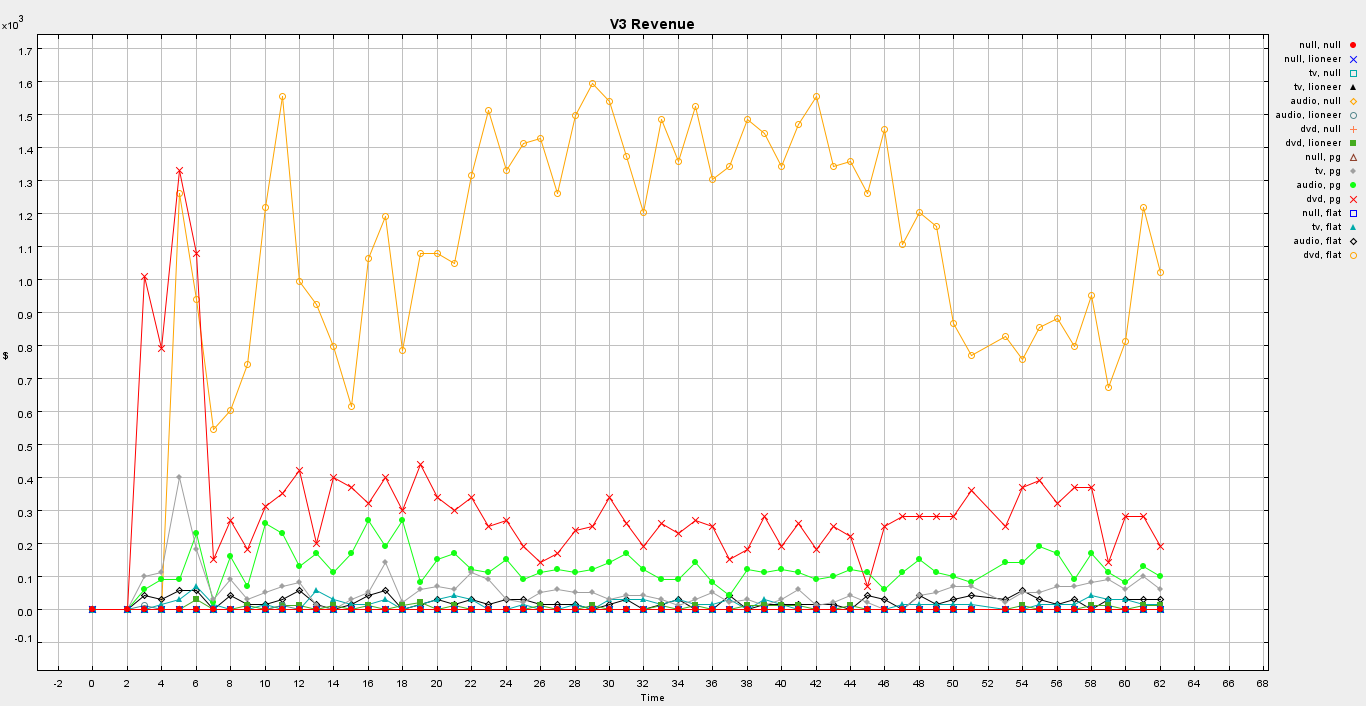 V3 Revenue
x10^3
1.7
1.6
1.5
1.4
1.3
1.2
1.1
1.0
0.9
0.8
0.7
0.6
0.5
0.4
0.3
0.2
0.1
0.0
-0.1
$
-2 0 2 4 6 8 10 12 14 16 18 20 22 24 26 28 30 32 34 36 38 40 42 44 46 48 50 52 54 56 58 60 62 64 66 68
Time
null, null
null, lioneer
tv, null
tv, lioneer
audio, null
audio, lioneer
dvd, null
dvd, lioneer
null, pg
tv, pg
audio, pg
dvd, pg
null, flat
tv, flat
audio, flat
dvd, flat